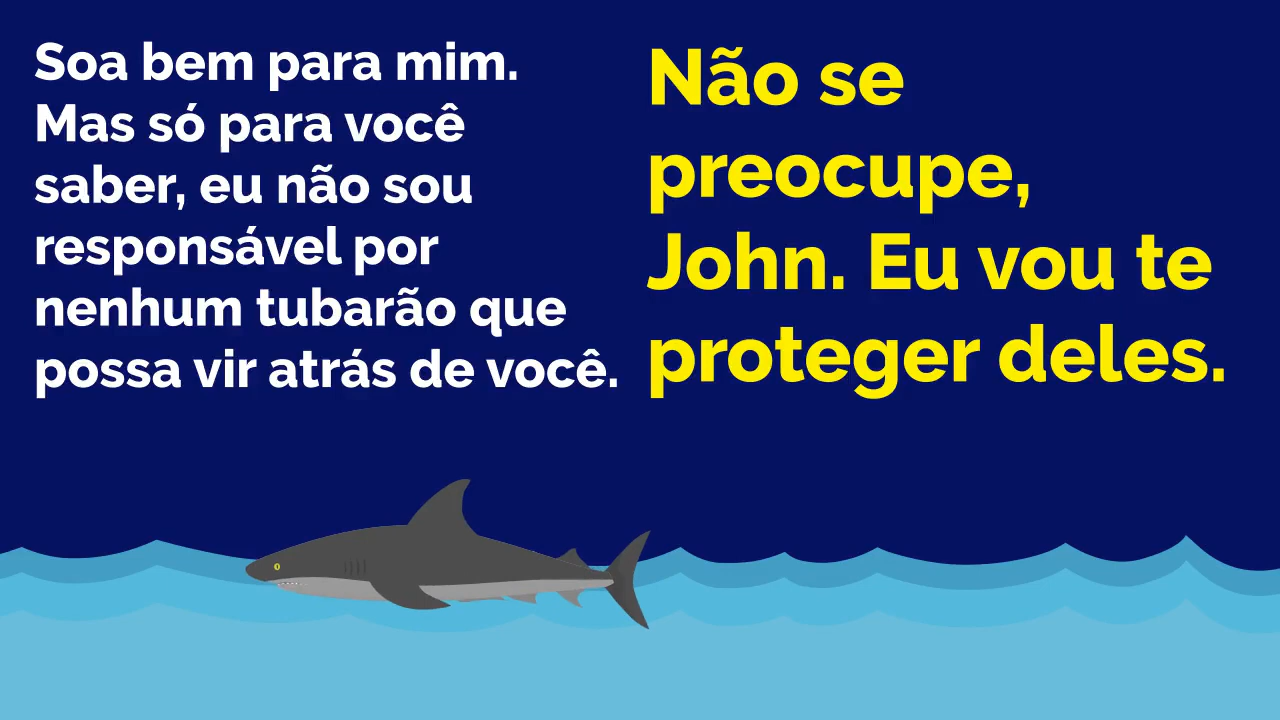 Soa bem para mim.
Mas só para você
saber, eu não sou
responsável por
nenhum tubarão que
possa vir atrás de você.
Não se
preocupe,
John. Eu vou te
proteger deles.